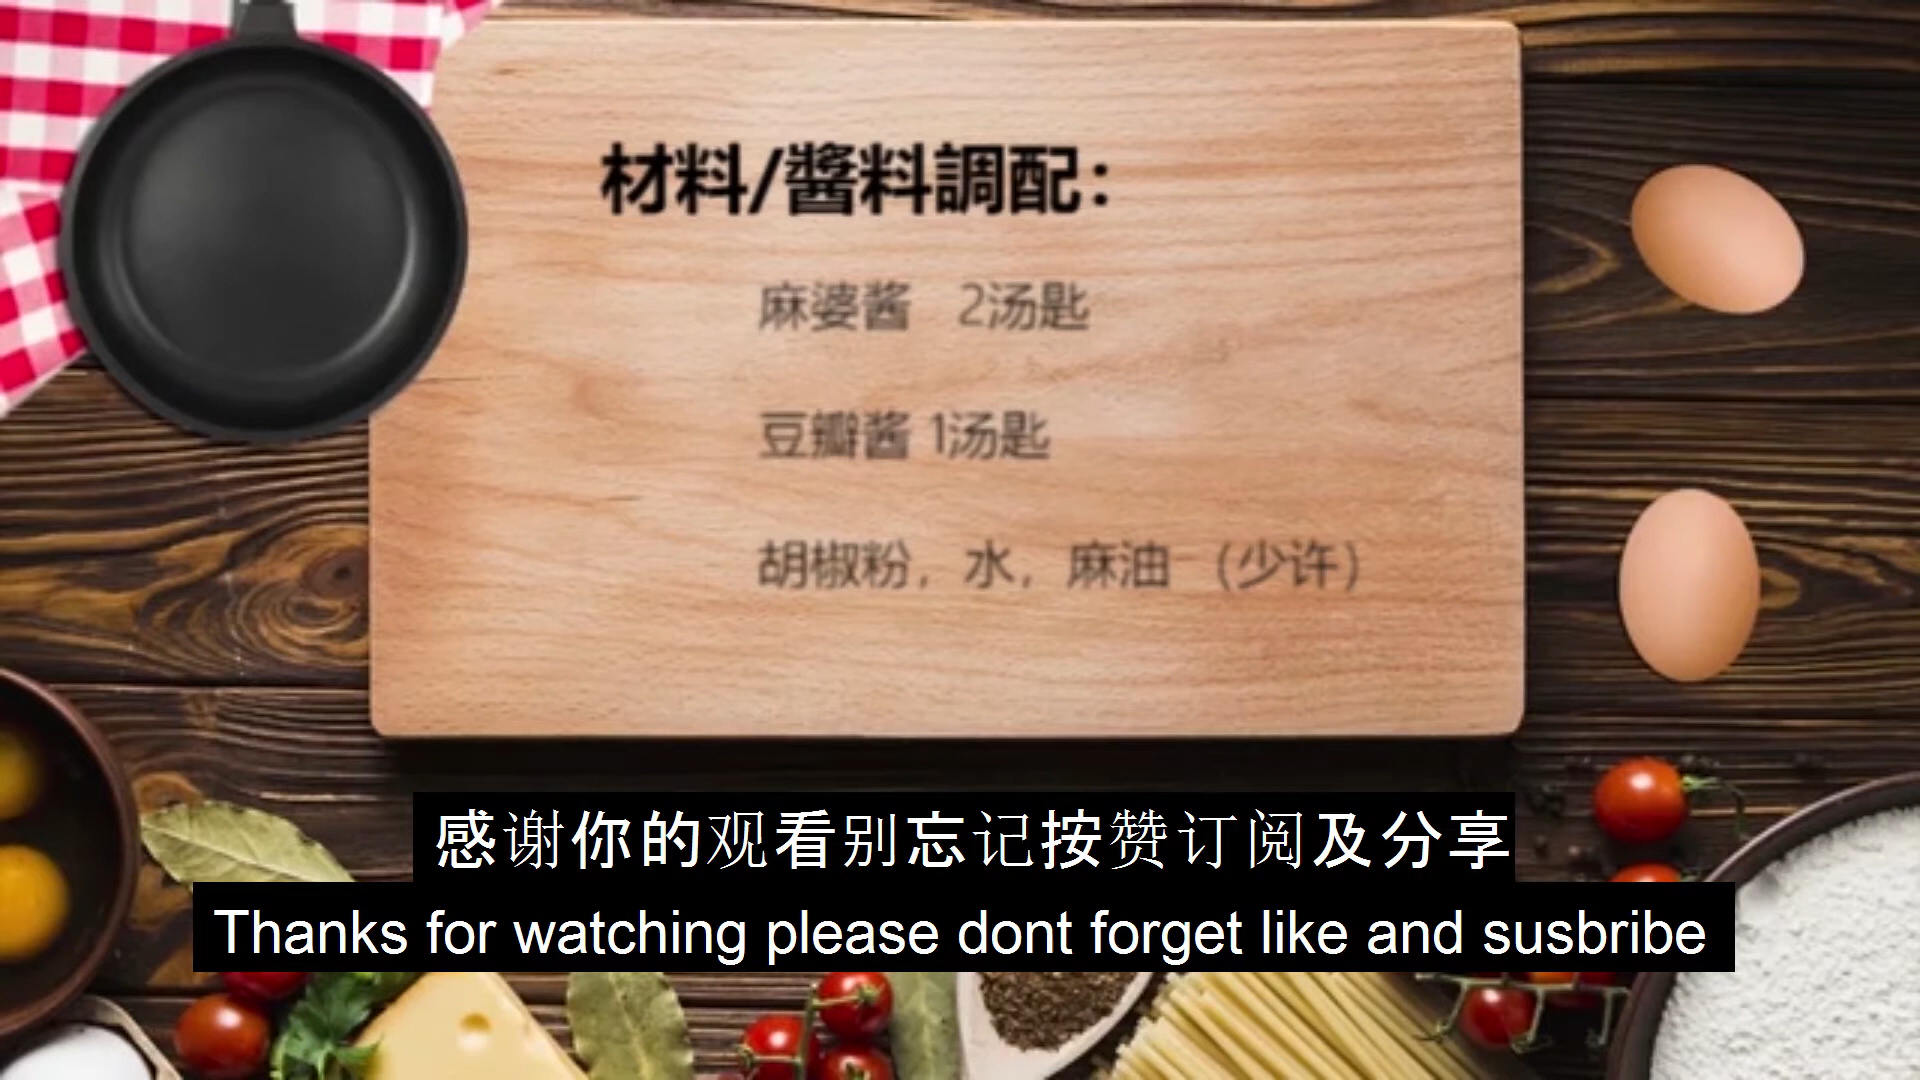 材料/醬料調配：
麻婆酱 2汤匙
豆瓣酱 1汤匙
胡椒粉，水，麻油 （少许）
感谢你的观看别忘记按赞订阅及分享
Thanks for watching please dont forget like and susbribe